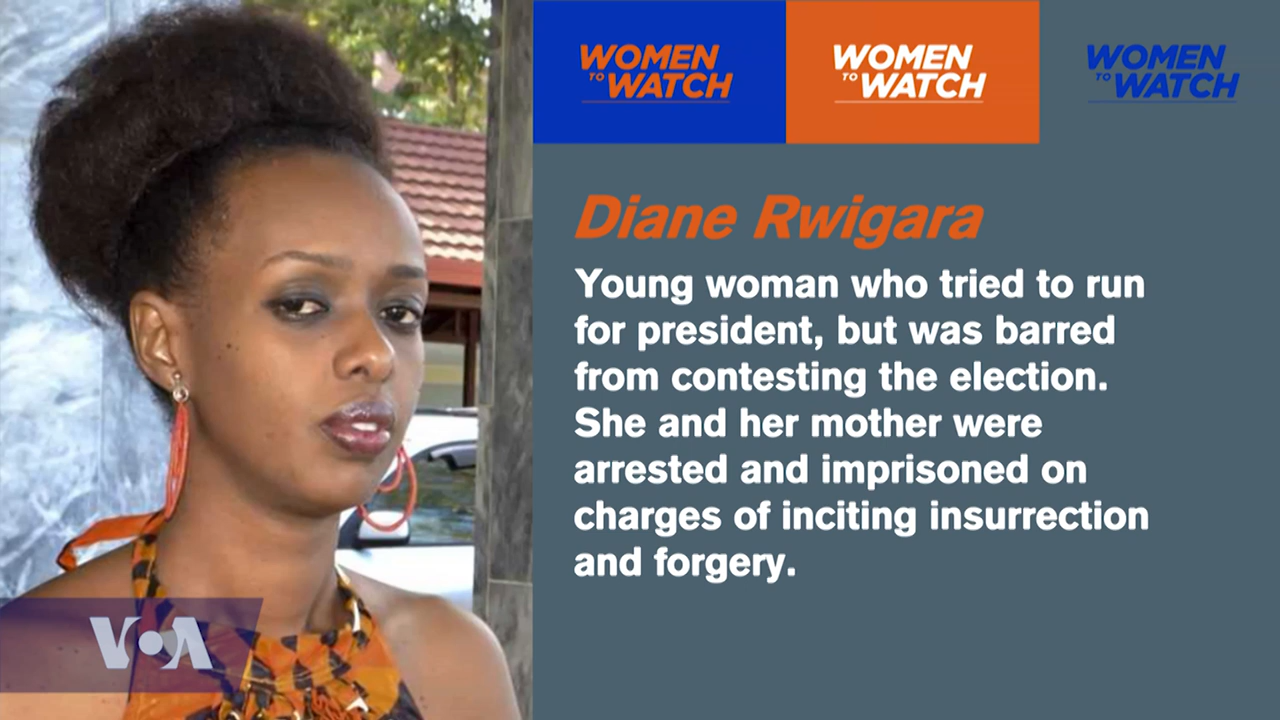 WOMEN
TO WATCH
WOMEN
TO WATCH
WOMEN
TO WATCH
Diane Rwigara
Young woman who tried to run
for president, but was barred
from contesting the election.
She and her mother were
arrested and imprisoned on
charges of inciting insurrection
and forgery.
VOA